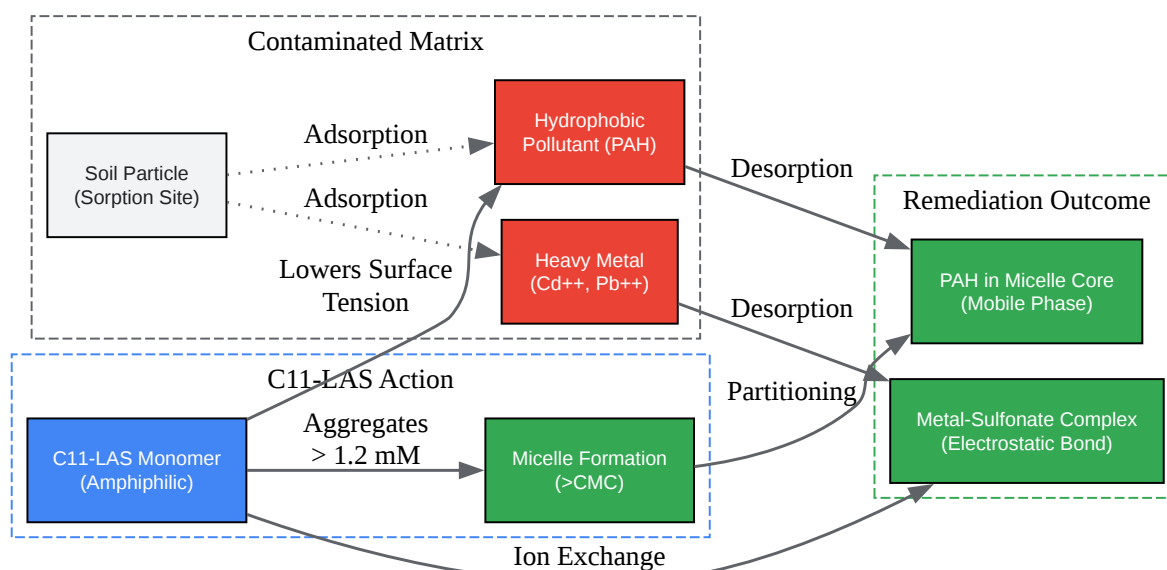 Contaminated Matrix
Soil Particle
(Sorption Site)
Adsorption
Adsorption
Hydrophobic
Pollutant (PAH)
Heavy Metal
(Cd++, Pb++)
Lowers Surface
Tension
Desorption
Desorption
Remediation Outcome
PAH in Micelle Core
(Mobile Phase)
Metal-Sulfonate Complex
(Electrostatic Bond)
C11-LAS Action
C11-LAS Monomer
(Amphiphilic)
Aggregates
> 1.2 mM
Micelle Formation
(>CMC)
Partitioning
Ion Exchange